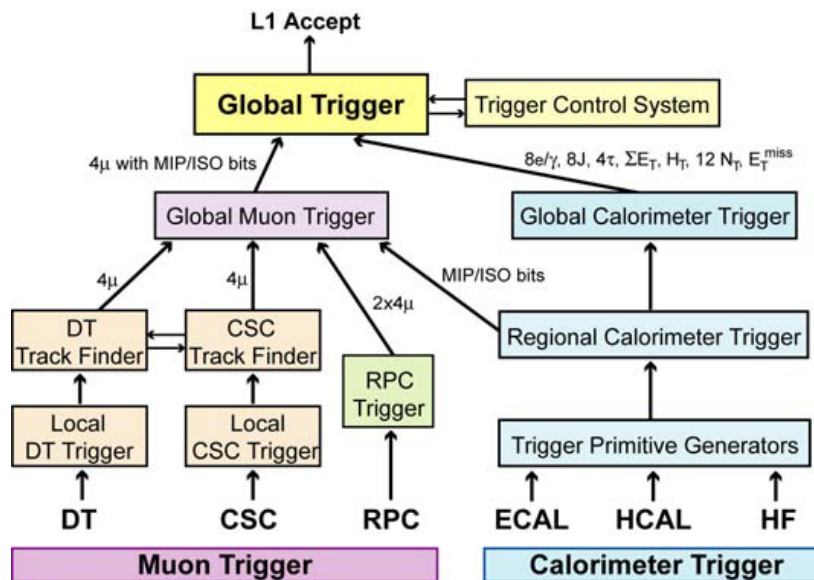 L1 Accept
Global Trigger
Trigger Control System
4μ with MIP/ISO bits
8e/γ, 8J, 4τ, ΣE_T, H_T, 12 N_T, E_T^miss
Global Muon Trigger
Global Calorimeter Trigger
4μ
4μ
2x4μ
MIP/ISO bits
DT
Track Finder
CSC
Track Finder
RPC
Trigger
Regional Calorimeter Trigger
Local
DT Trigger
Local
CSC Trigger
Trigger Primitive Generators
DT
CSC
RPC
ECAL
HCAL
HF
Muon Trigger
Calorimeter Trigger